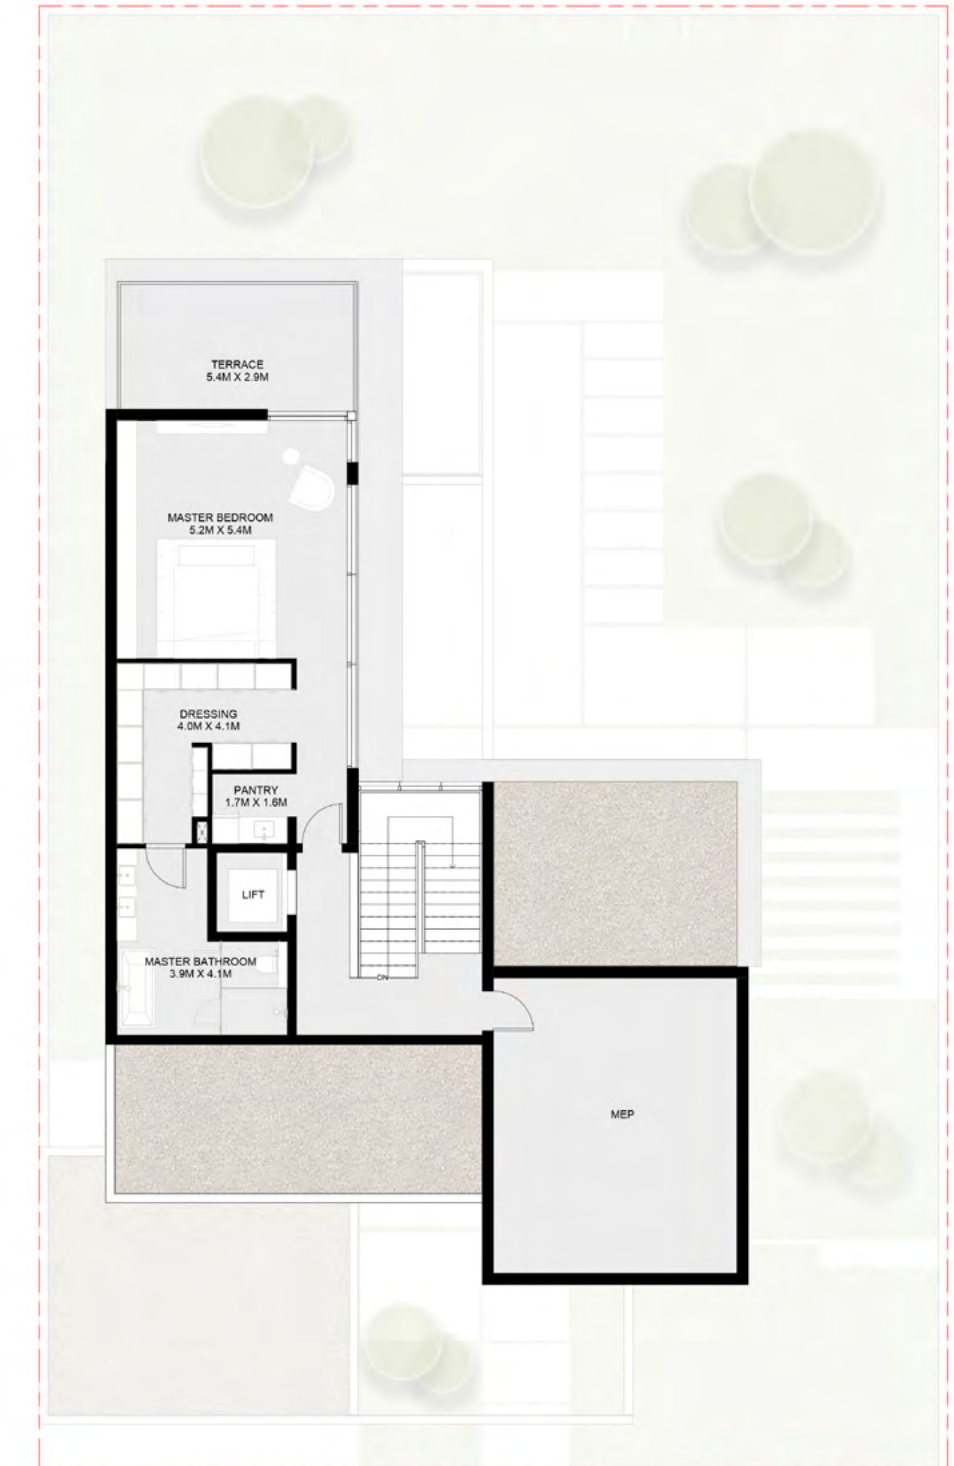 TERRACE
5.4M X 2.9M
MASTER BEDROOM
5.2M X 5.4M
DRESSING
4.0M X 4.1M
PANTRY
1.7M X 1.6M
LIFT
MASTER BATHROOM
3.9M X 4.1M
DN
MEP